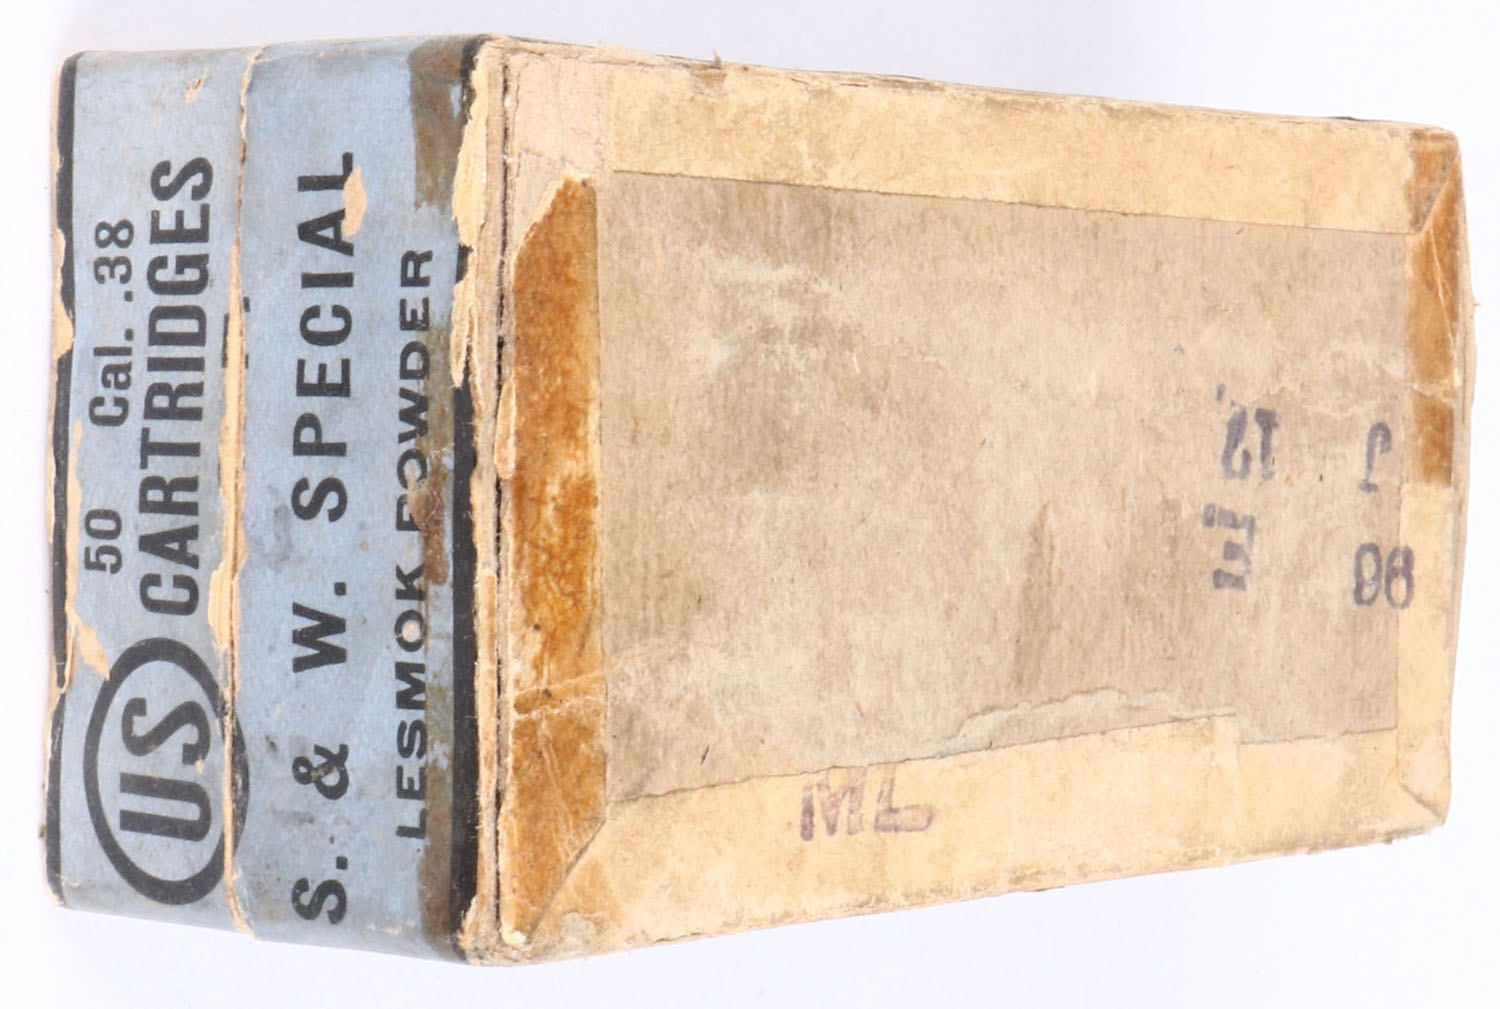 US
50 Cal. .38
CARTRIDGES
S. & W. SPECIAL
LESMOK POWDER